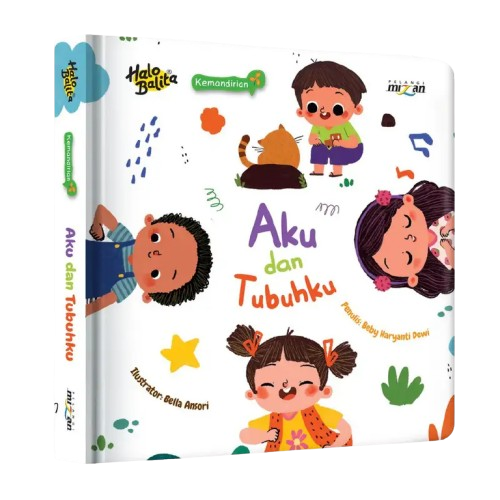 Halo
Balita
Kemandirian
PELANGI
mizan
Aku
dan
Tubuhku
Penulis: Beby Haryanti Dewi
Ilustrator: Bella Ansori
Halo
Balita
Kemandirian
Aku dan Tubuhku
mizan